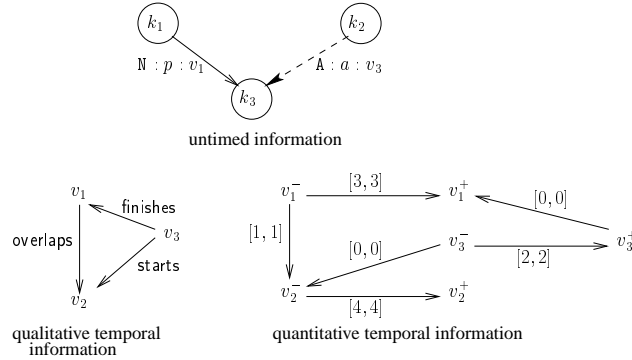 k₁
k₂
N : p : v₁
A : a : v₃
k₃
untimed information
v₁
finishes
overlaps
v₃
starts
v₂
qualitative temporal
information
v₁⁻
[3, 3]
v₁⁺
[0, 0]
[1, 1]
[0, 0]
v₃⁻
v₃⁺
[2, 2]
v₂⁻
v₂⁺
[4, 4]
quantitative temporal information